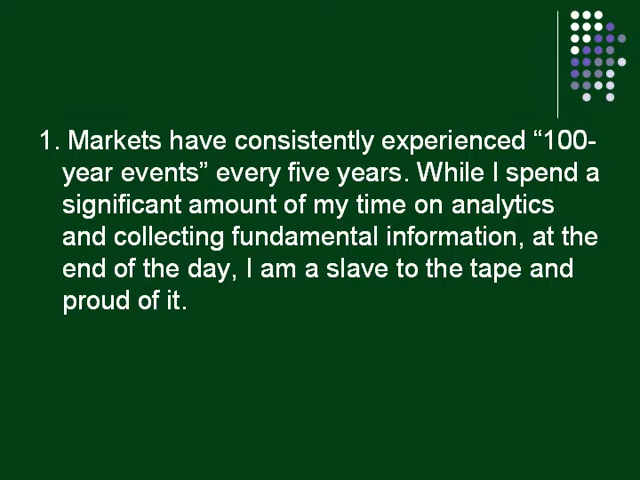 1. Markets have consistently experienced “100-
year events” every five years. While I spend a
significant amount of my time on analytics
and collecting fundamental information, at the
end of the day, I am a slave to the tape and
proud of it.